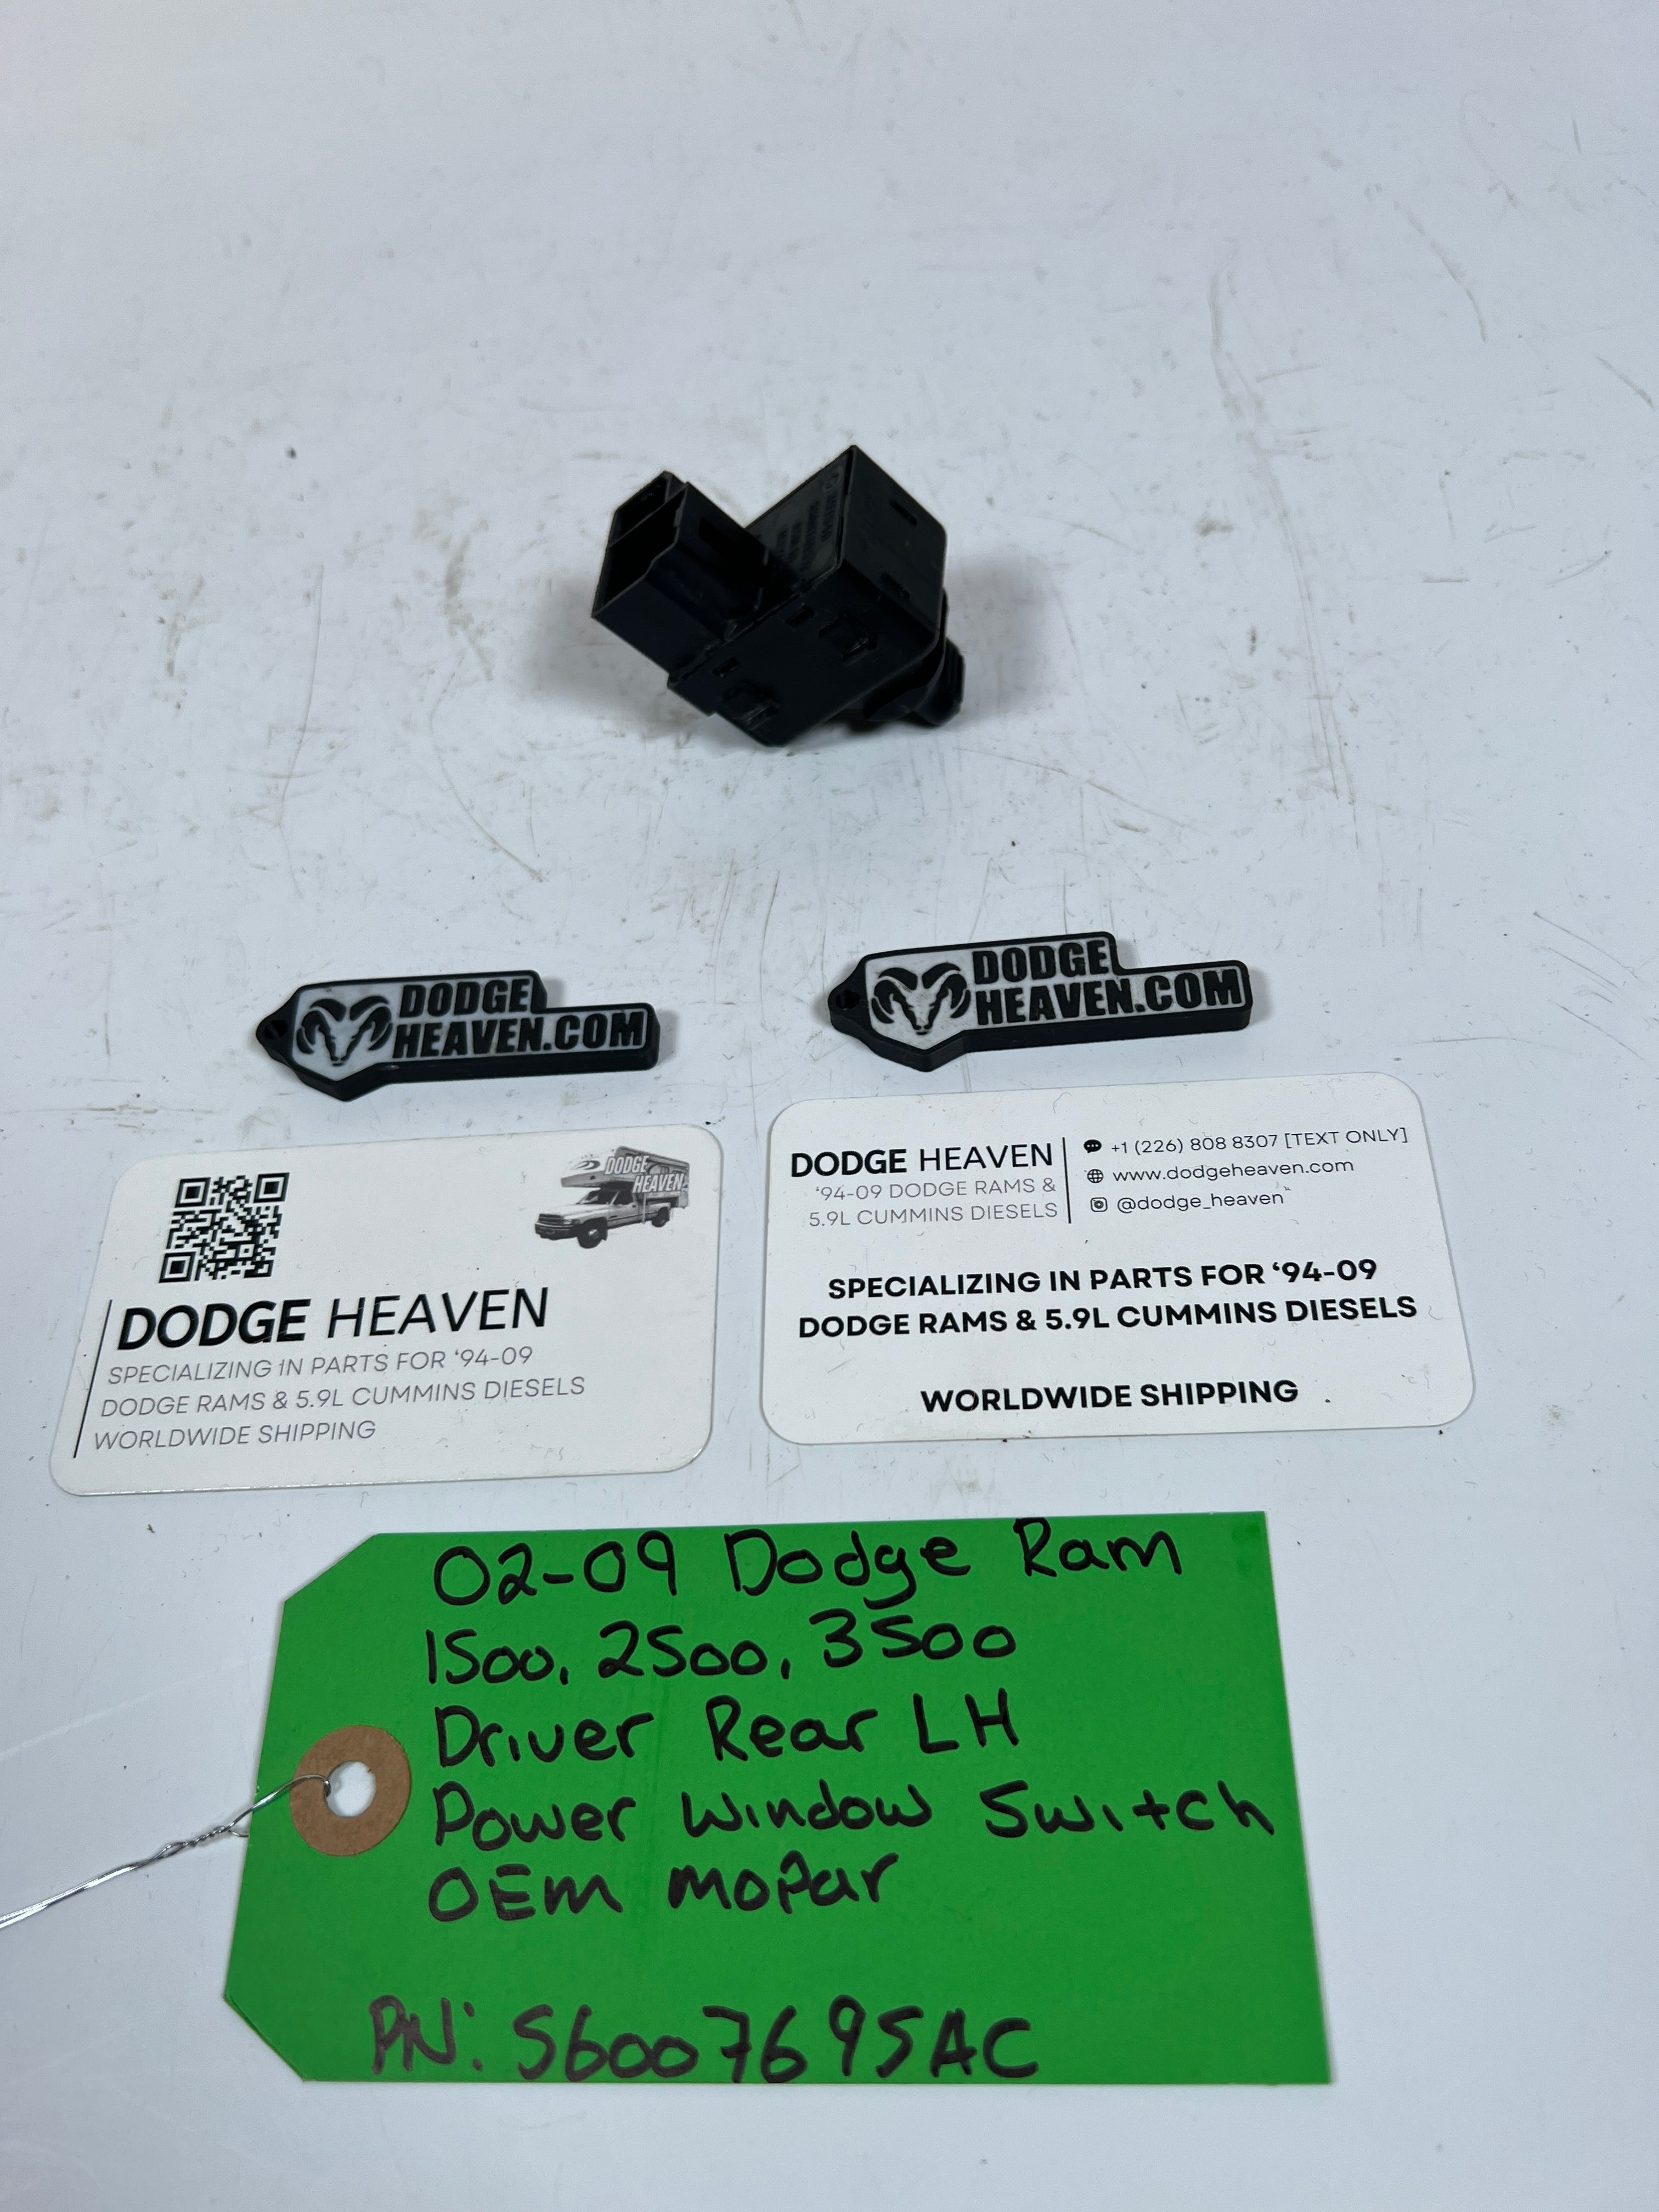 DODGE
HEAVEN.COM
DODGE
HEAVEN.COM
DODGE
HEAVEN
DODGE HEAVEN
SPECIALIZING IN PARTS FOR ‘94-09
DODGE RAMS & 5.9L CUMMINS DIESELS
WORLDWIDE SHIPPING
DODGE HEAVEN
‘94-09 DODGE RAMS &
5.9L CUMMINS DIESELS
+1 (226) 808 8307 [TEXT ONLY]
www.dodgeheaven.com
@dodge_heaven
SPECIALIZING IN PARTS FOR ‘94-09
DODGE RAMS & 5.9L CUMMINS DIESELS
WORLDWIDE SHIPPING
02-09 Dodge Ram
1500, 2500, 3500
Driver Rear LH
Power Window Switch
OEM mopar
PN: 56007695AC